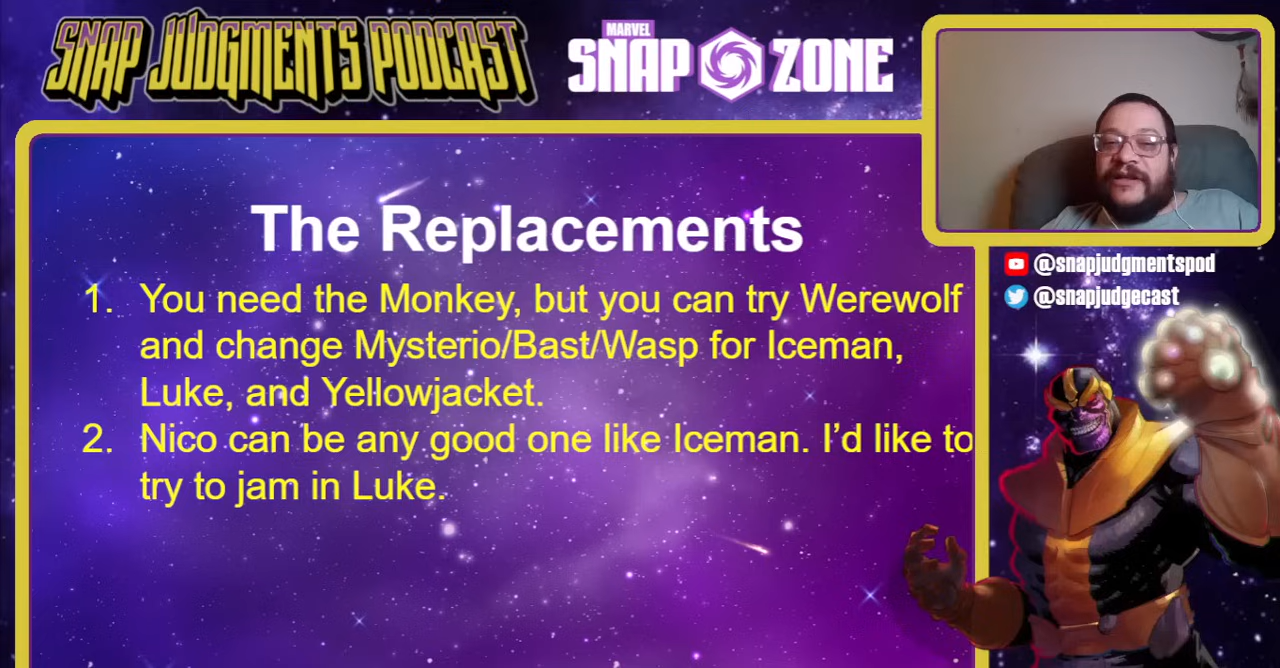 SNAP JUDGMENTS PODCAST
MARVEL
SNAP ZONE
The Replacements
1. You need the Monkey, but you can try Werewolf
and change Mysterio/Bast/Wasp for Iceman,
Luke, and Yellowjacket.
2. Nico can be any good one like Iceman. I'd like to
try to jam in Luke.
@snapjudgmentspod
@snapjudgecast